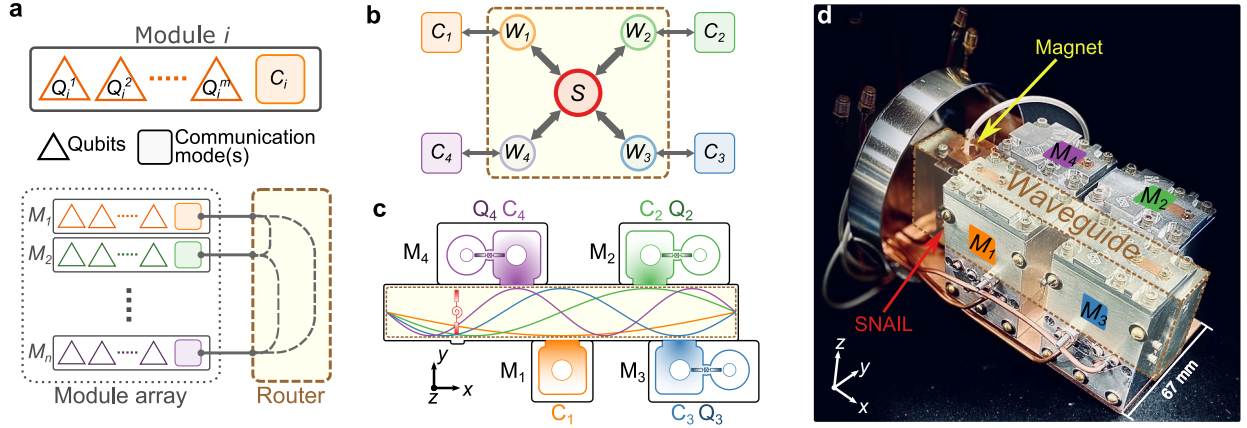 a
Module i
Q_i^1 Q_i^2 Q_i^m C_i
Qubits
Communication
mode(s)
M_1
M_2
M_n
Module array
Router
b
C_1 W_1 W_2 C_2
S
C_4 W_4 W_3 C_3
c
Q_4 C_4 C_2 Q_2
M_4 M_2
y
z x
M_1 M_3
C_1 C_3 Q_3
d
Magnet
M_4
M_2
Waveguide
M_1
M_3
SNAIL
z
y
x
67 mm